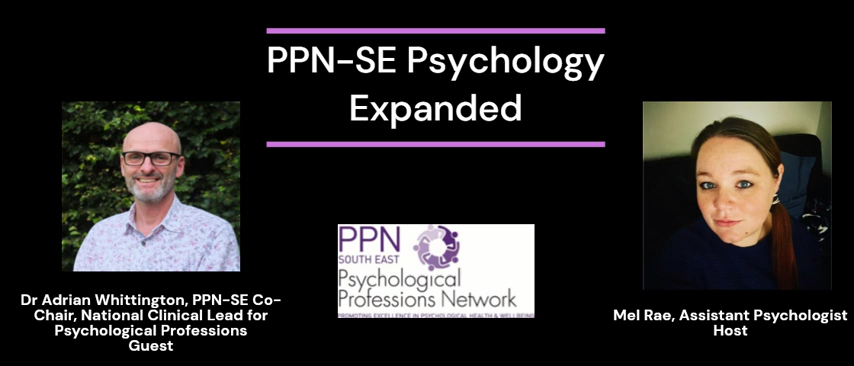 PPN-SE Psychology
Expanded
PPN
SOUTH EAST
Psychological
Professions Network
PROMOTING EXCELLENCE IN PSYCHOLOGICAL HEALTH & WELLBEING
Dr Adrian Whittington, PPN-SE Co-
Chair, National Clinical Lead for
Psychological Professions
Guest
Mel Rae, Assistant Psychologist
Host